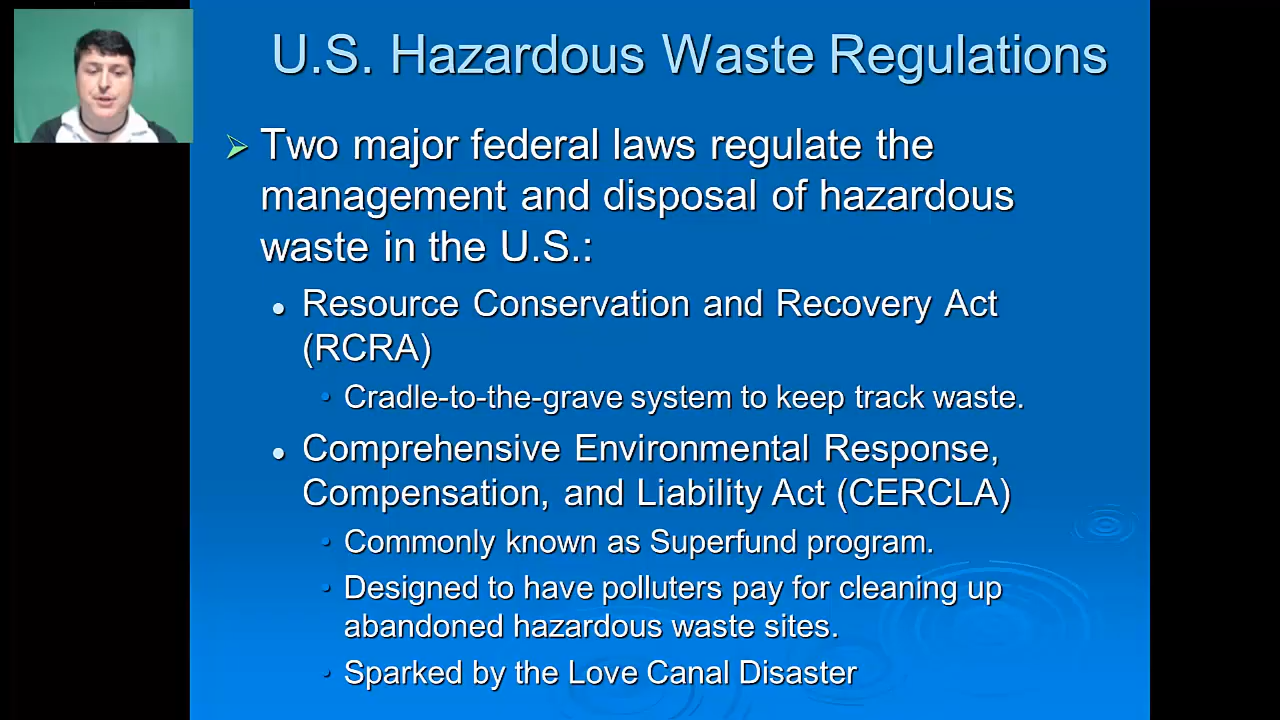 U.S. Hazardous Waste Regulations
Two major federal laws regulate the
management and disposal of hazardous
waste in the U.S.:
Resource Conservation and Recovery Act
(RCRA)
Cradle-to-the-grave system to keep track waste.
Comprehensive Environmental Response,
Compensation, and Liability Act (CERCLA)
Commonly known as Superfund program.
Designed to have polluters pay for cleaning up
abandoned hazardous waste sites.
Sparked by the Love Canal Disaster